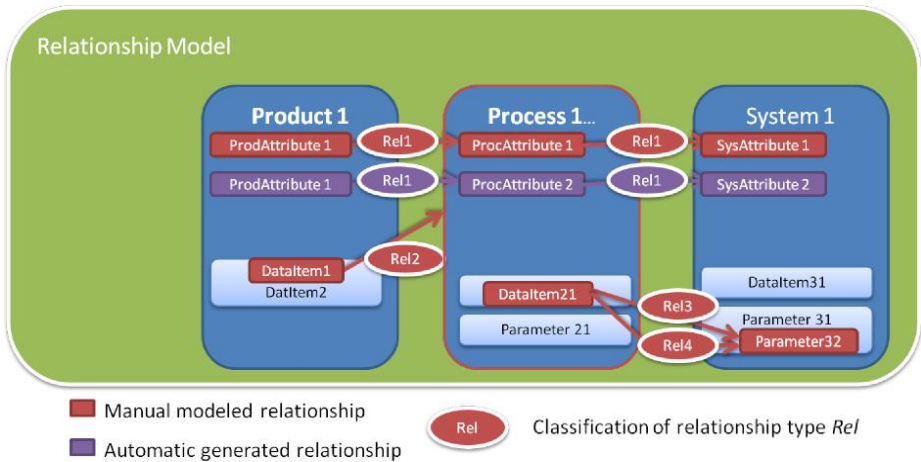 Relationship Model
Product 1
Process 1...
System 1
ProdAttribute 1
Rel1
ProcAttribute 1
Rel1
SysAttribute 1
ProdAttribute 1
Rel1
ProcAttribute 2
Rel1
SysAttribute 2
Rel2
DataItem1
DatItem2
DataItem21
Parameter 21
Rel3
Rel4
DataItem31
Parameter 31
Parameter32
Manual modeled relationship
Automatic generated relationship
Rel
Classification of relationship type Rel